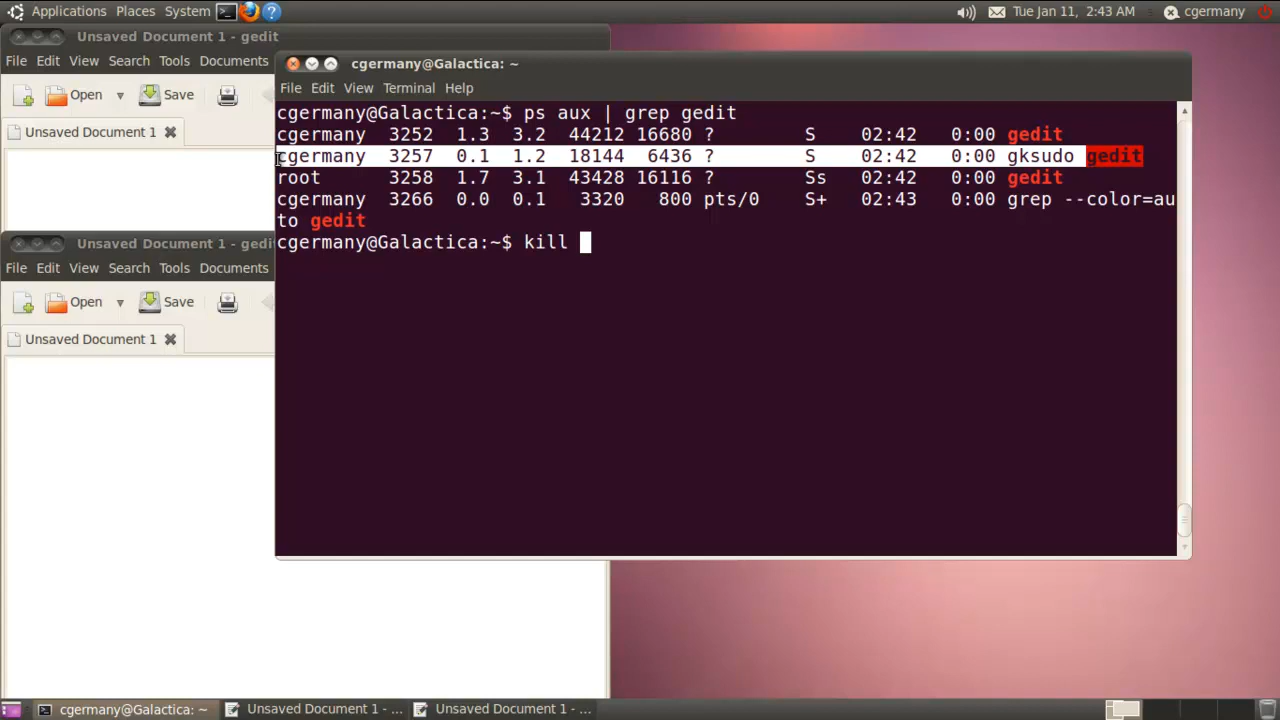 Applications Places System Tue Jan 11, 2:43 AM cgermany
Unsaved Document 1 - gedit
File Edit View Search Tools Documents
Open Save
Unsaved Document 1
Unsaved Document 1 - gedit
File Edit View Search Tools Documents
Open Save
Unsaved Document 1
cgermany@Galactica: ~
File Edit View Terminal Help
cgermany@Galactica:~$ ps aux | grep gedit
cgermany 3252 1.3 3.2 44212 16680 ? S 02:42 0:00 gedit
cgermany 3257 0.1 1.2 18144 6436 ? S 02:42 0:00 gksudo gedit
root 3258 1.7 3.1 43428 16116 ? Ss 02:42 0:00 gedit
cgermany 3266 0.0 0.1 3320 800 pts/0 S+ 02:43 0:00 grep --color=au
to gedit
cgermany@Galactica:~$ kill
cgermany@Galactica: ~ Unsaved Document 1 - ... Unsaved Document 1 - ...